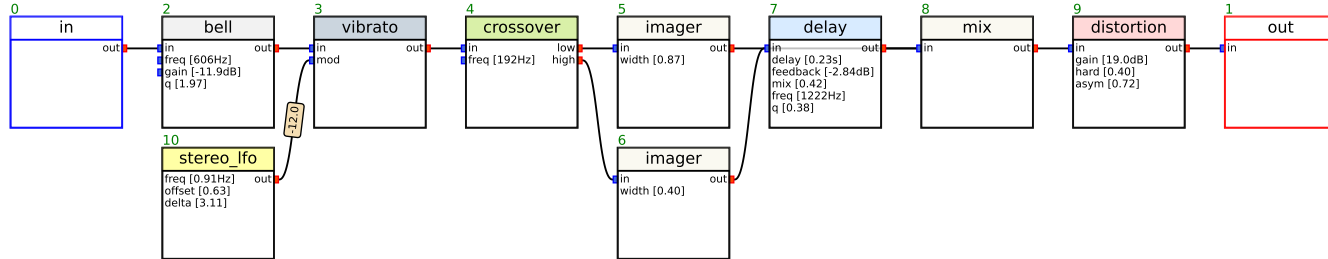 0
in
out
2
bell
in out
freq [606Hz]
gain [-11.9dB]
q [1.97]
3
vibrato
in out
mod
4
crossover
in low
freq [192Hz] high
5
imager
in out
width [0.87]
7
delay
in out
delay [0.23s]
feedback [-2.84dB]
mix [0.42]
freq [1222Hz]
q [0.38]
8
mix
in out
9
distortion
in out
gain [19.0dB]
hard [0.40]
asym [0.72]
1
out
in
-12.0
10
stereo_lfo
freq [0.91Hz] out
offset [0.63]
delta [3.11]
6
imager
in out
width [0.40]